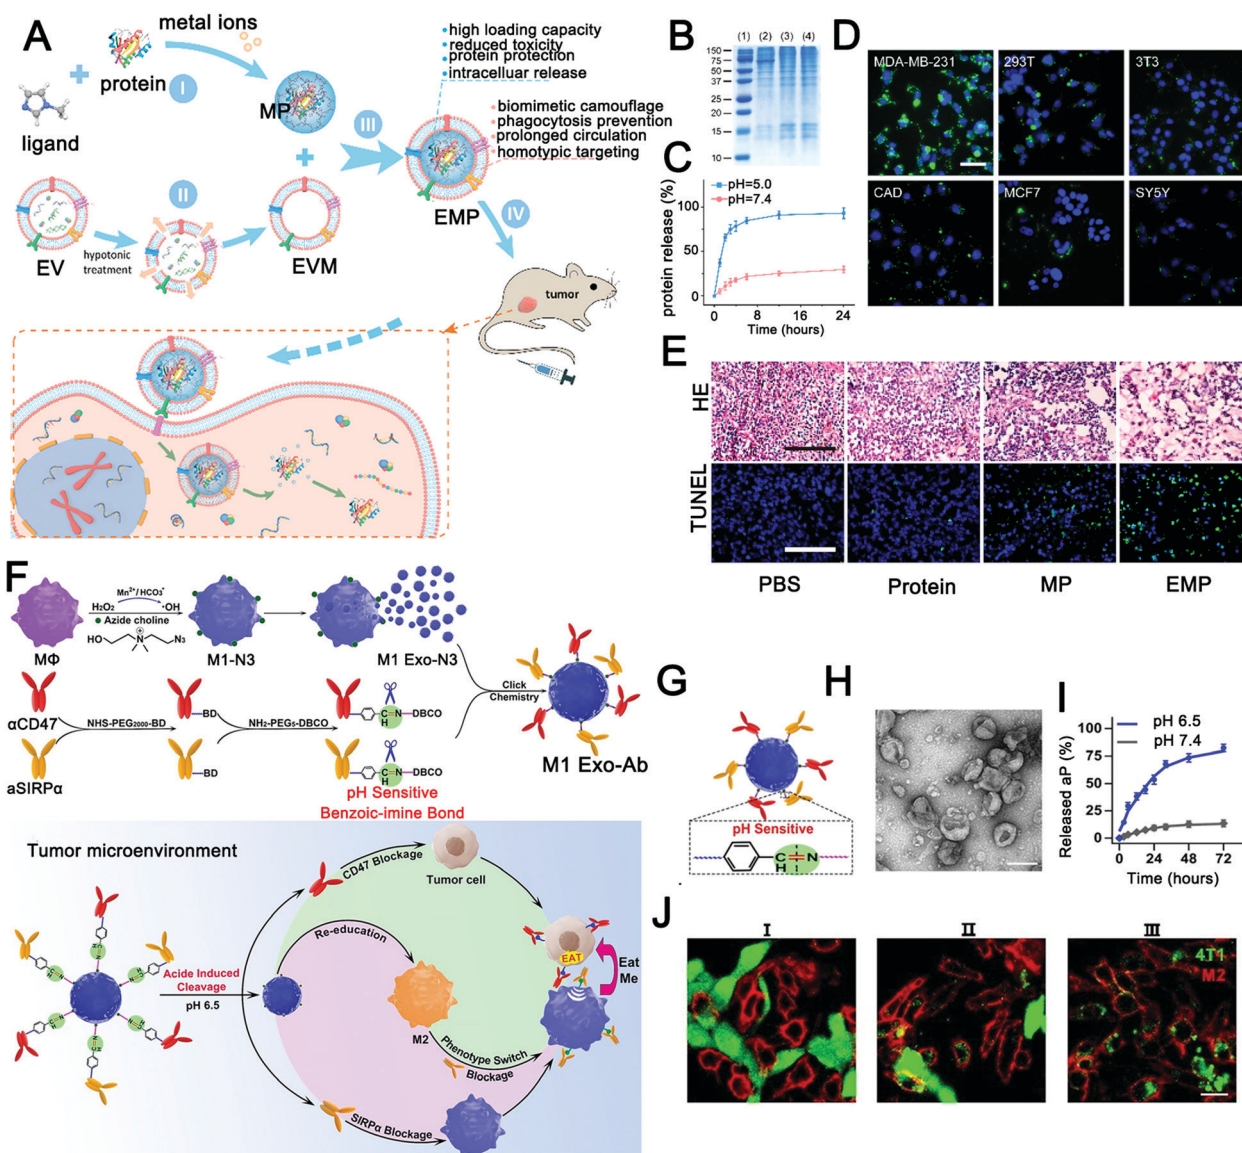 A
metal ions
protein
I
ligand
MP
III
• high loading capacity
• reduced toxicity
• protein protection
• intracelluar release
• biomimetic camouflage
• phagocytosis prevention
• prolonged circulation
• homotypic targeting
EMP
IV
II
EV
hypotonic
treatment
EVM
tumor
B
(1) (2) (3) (4)
150
75
50
37
25
20
15
10
C
pH=5.0
pH=7.4
protein release (%)
100
50
0
0 6 12 18 24
Time (hours)
D
MDA-MB-231
293T
3T3
CAD
MCF7
SY5Y
E
HE
TUNEL
PBS
Protein
MP
EMP
F
Mn2+/HCO3-
H2O2
·OH
Azide choline
HO
N
N3
MΦ
M1-N3
M1 Exo-N3
Click
Chemistry
αCD47
NHS-PEG2000-BD
BD
NH2-PEG5-DBCO
C
H
N
DBCO
aSIRPα
BD
C
H
N
DBCO
pH Sensitive
Benzoic-imine Bond
M1 Exo-Ab
Tumor microenvironment
CD47 Blockage
Tumor cell
Re-education
Acide Induced
Cleavage
pH 6.5
M2
EAT
Eat
Me
Phenotype Switch
Blockage
SIRPα Blockage
G
pH Sensitive
C
H
N
H
I
pH 6.5
pH 7.4
Released aP (%)
100
75
50
25
0
0 24 48 72
Time (hours)
J
I
II
III
4T1
M2